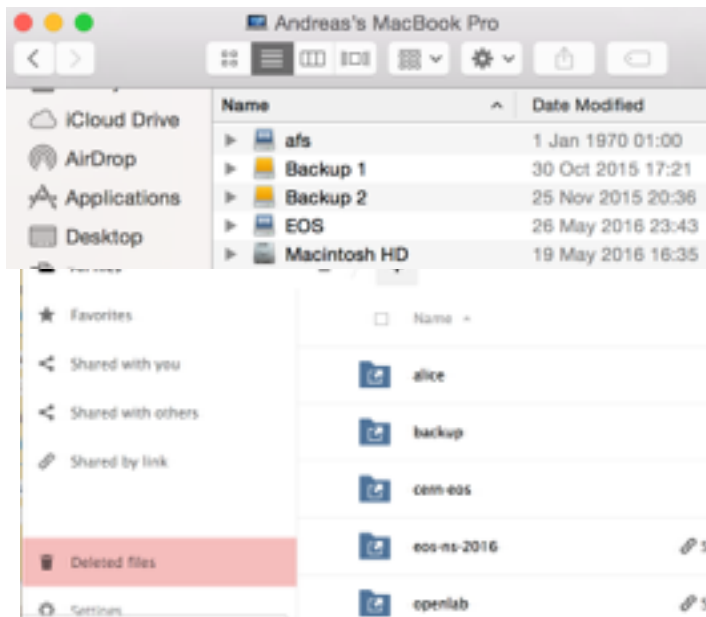 Andreas's MacBook Pro
iCloud Drive
AirDrop
Applications
Desktop
Name Date Modified
afs 1 Jan 1970 01:00
Backup 1 30 Oct 2015 17:21
Backup 2 25 Nov 2015 20:36
EOS 26 May 2016 23:43
Macintosh HD 19 May 2016 16:35
Favorites
Shared with you
Shared with others
Shared by link
Deleted files
Settings
Name
alice
backup
cern-eos
eos-ns-2016
openlab